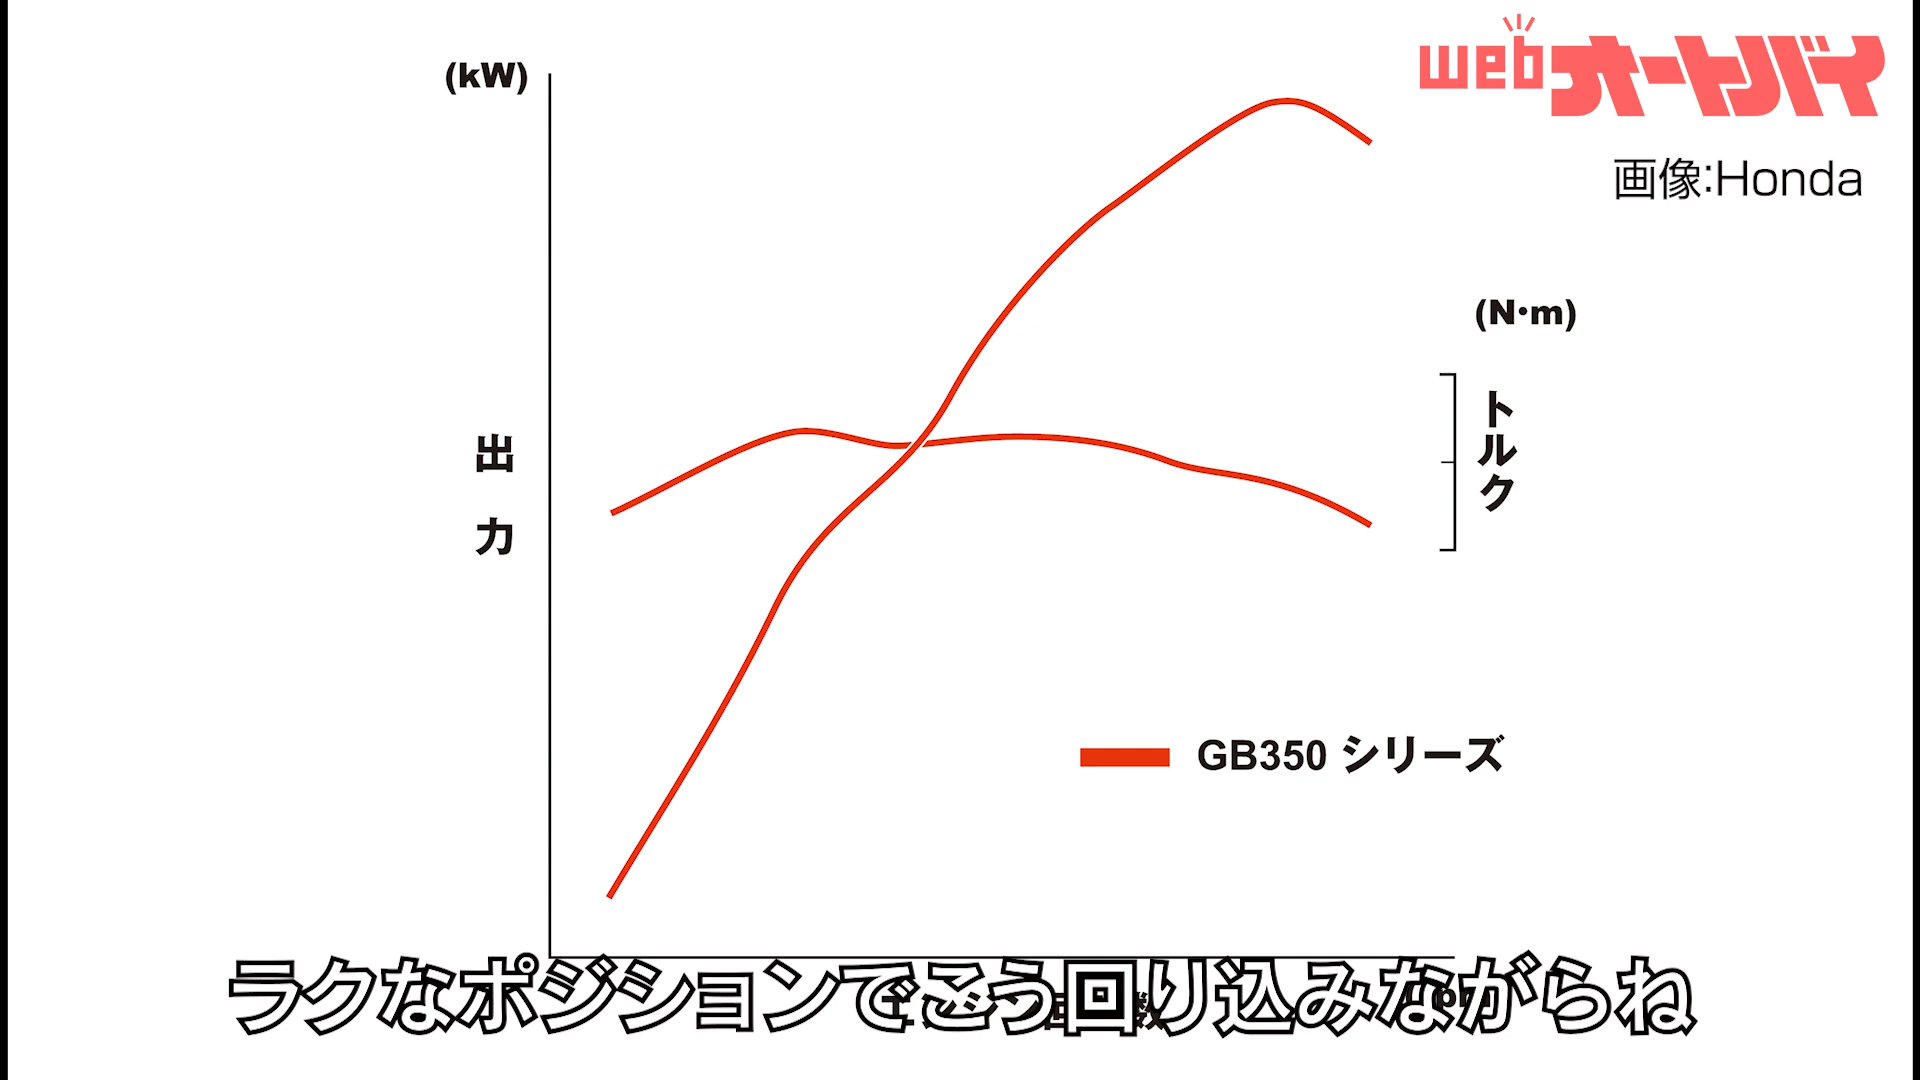 webオートバイ
画像:Honda
(kW)
出力
(N・m)
トルク
GB350 シリーズ
ラクなポジションでこう回り込みながらね